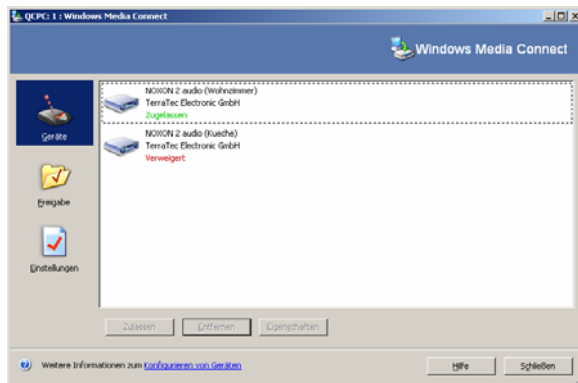 QCPC: 1 : Windows Media Connect
Windows Media Connect
Geräte
Freigabe
Einstellungen
NOXON 2 audio (Wohnzimmer)
TerraTec Electronic GmbH
Zugelassen
NOXON 2 audio (Kueche)
TerraTec Electronic GmbH
Verweigert
Zulassen
Entfernen
Eigenschaften
Weitere Informationen zum Konfigurieren von Geräten
Hilfe
Schließen